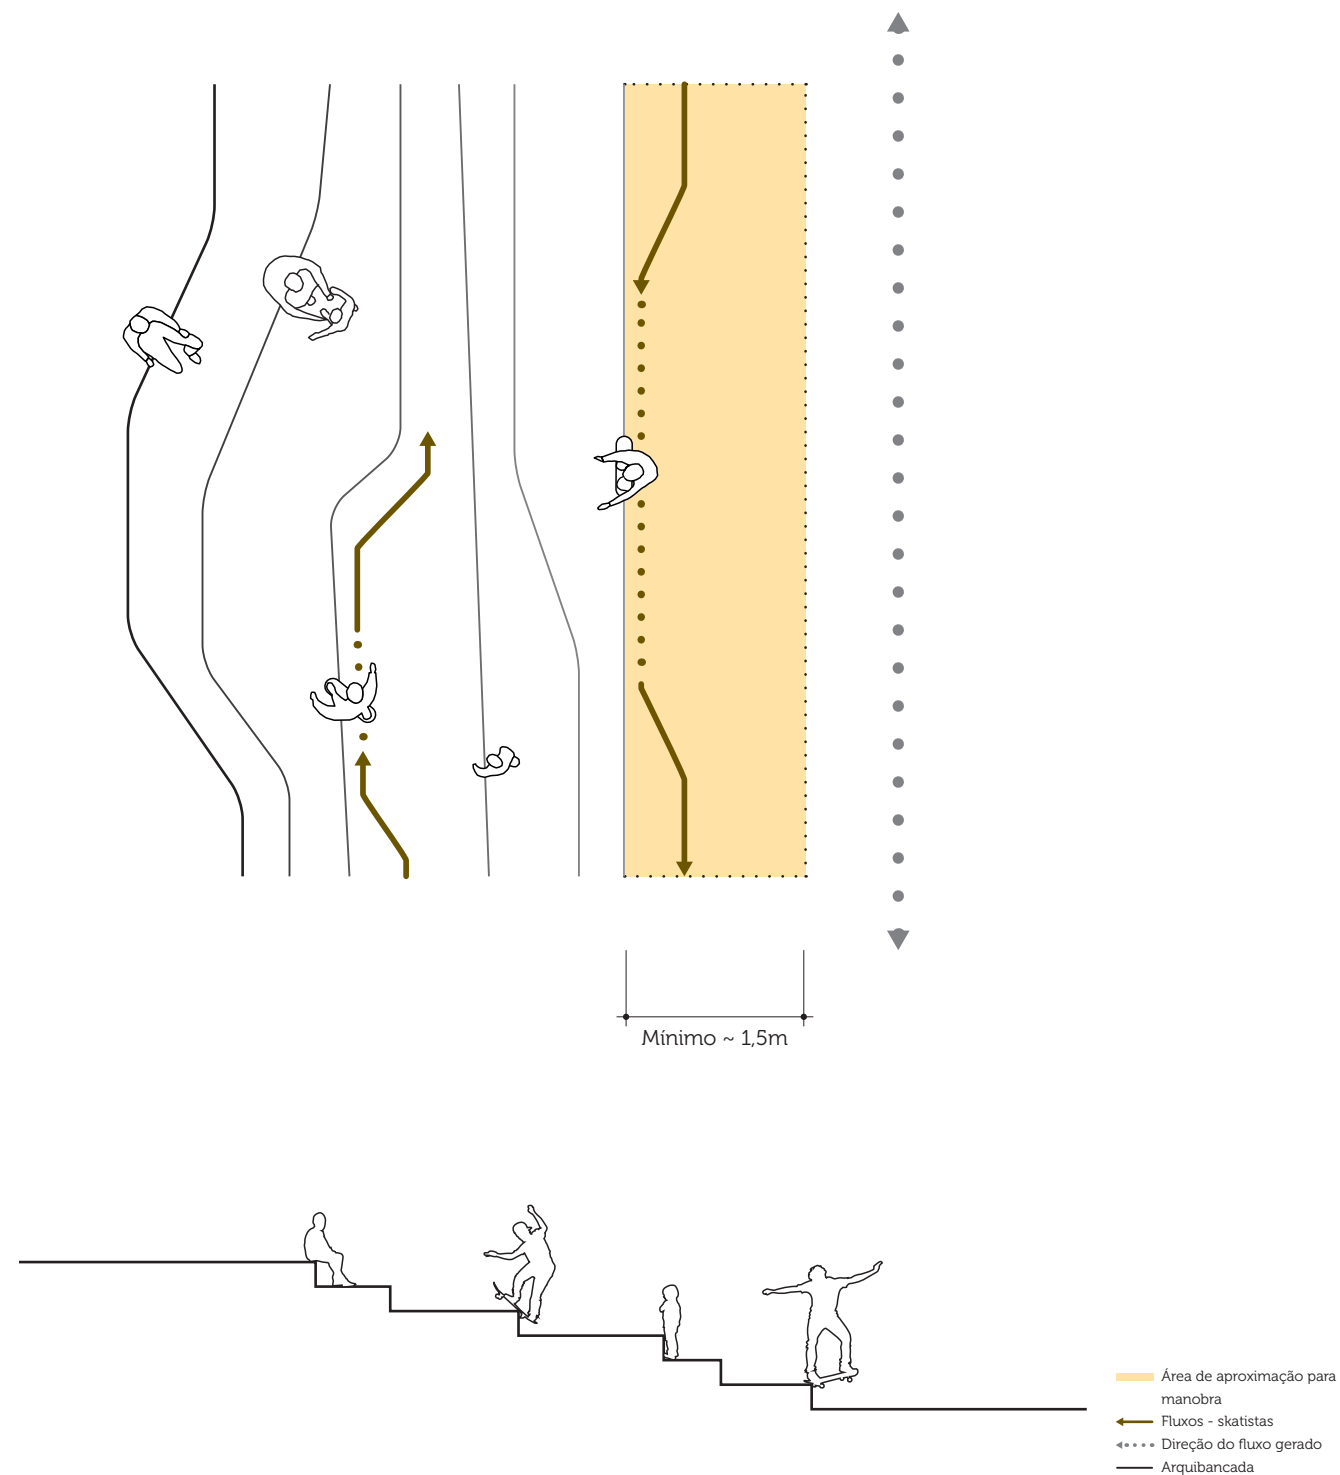 Mínimo ~ 1,5m
Área de aproximação para
manobra
Fluxos - skatistas
Direção do fluxo gerado
Arquibancada